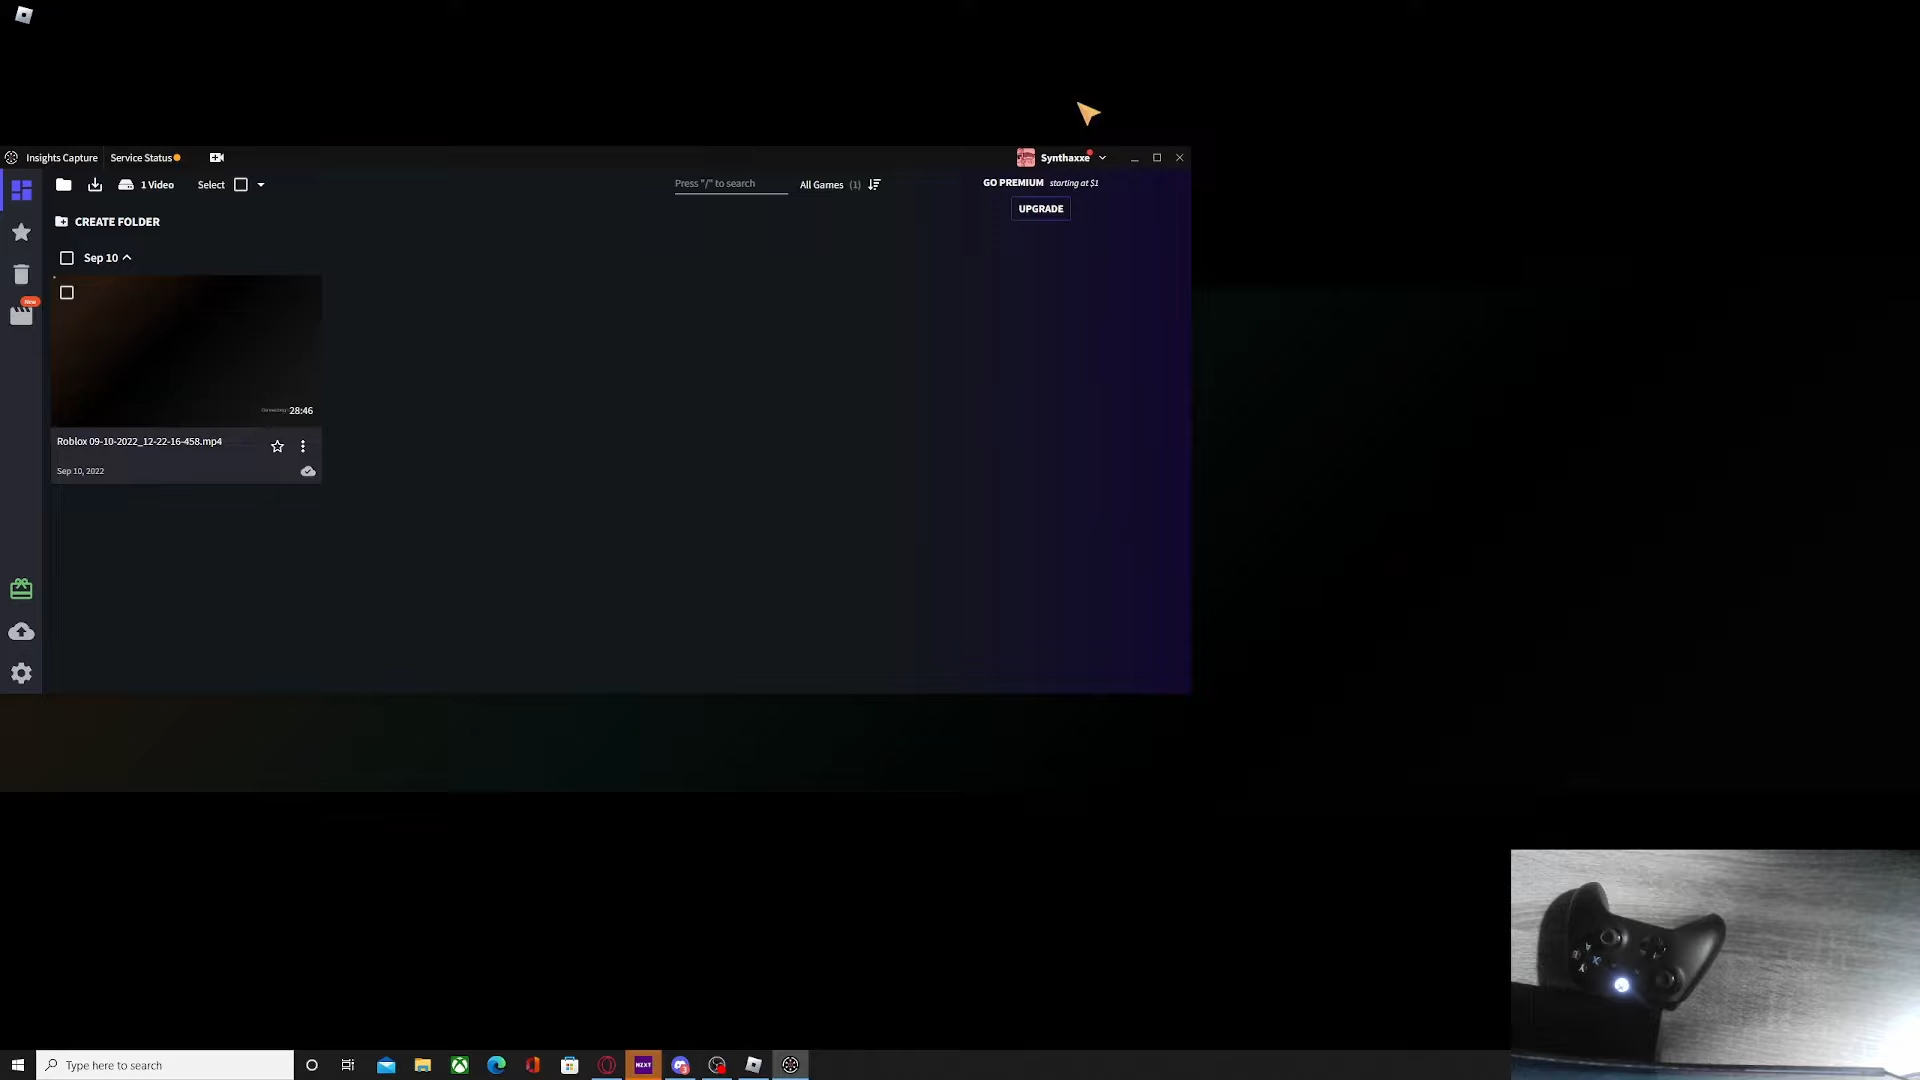 Insights Capture
Service Status
Synthaxxe
1 Video
Select
Press "/" to search
All Games (1)
GO PREMIUM starting at $1
UPGRADE
CREATE FOLDER
Sep 10
New
28:46
Roblox 09-10-2022_12-22-16-458.mp4
Sep 10, 2022
Type here to search
NZXT